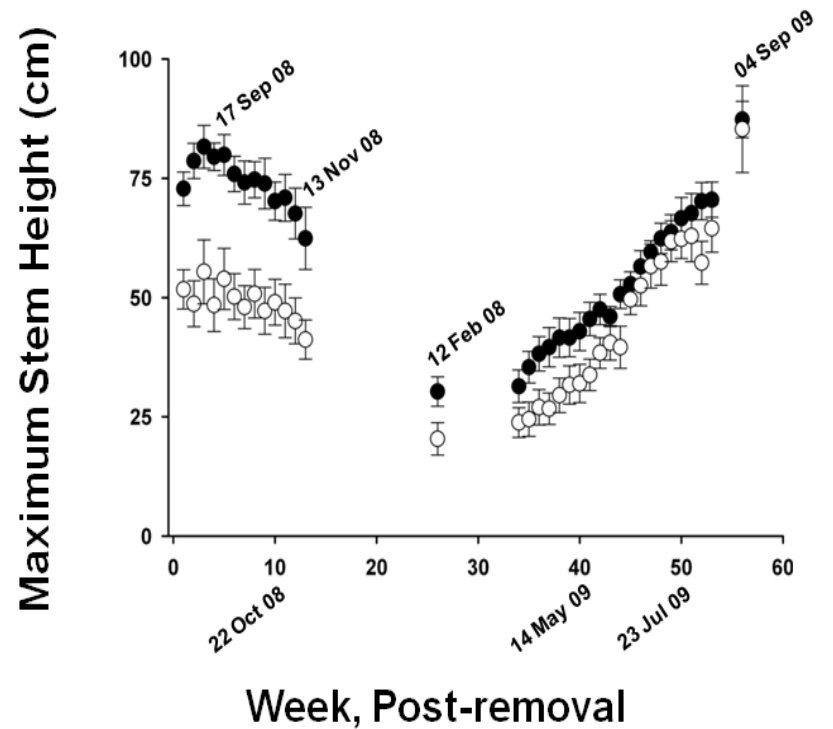 Maximum Stem Height (cm)
100
75
50
25
0
17 Sep 08
13 Nov 08
12 Feb 08
04 Sep 09
0 10 20 30 40 50 60
22 Oct 08
14 May 09
23 Jul 09
Week, Post-removal